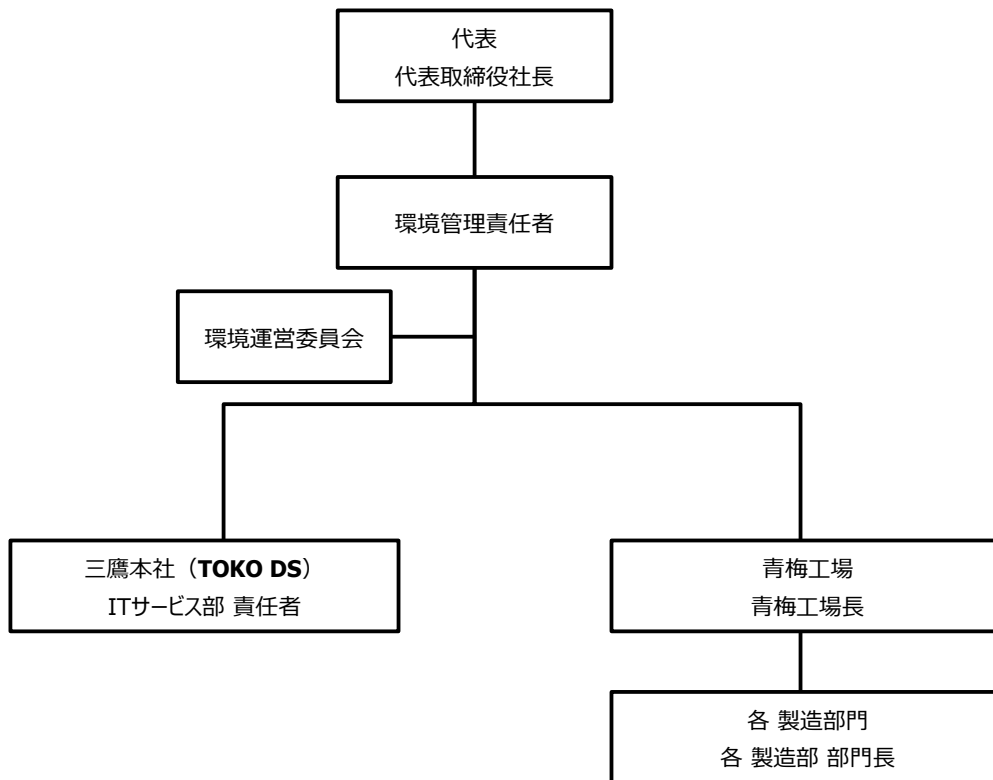 代表
代表取締役社長
環境管理責任者
環境運営委員会
三鷹本社（TOKO DS）
ITサービス部 責任者
青梅工場
青梅工場長
各 製造部門
各 製造部 部門長